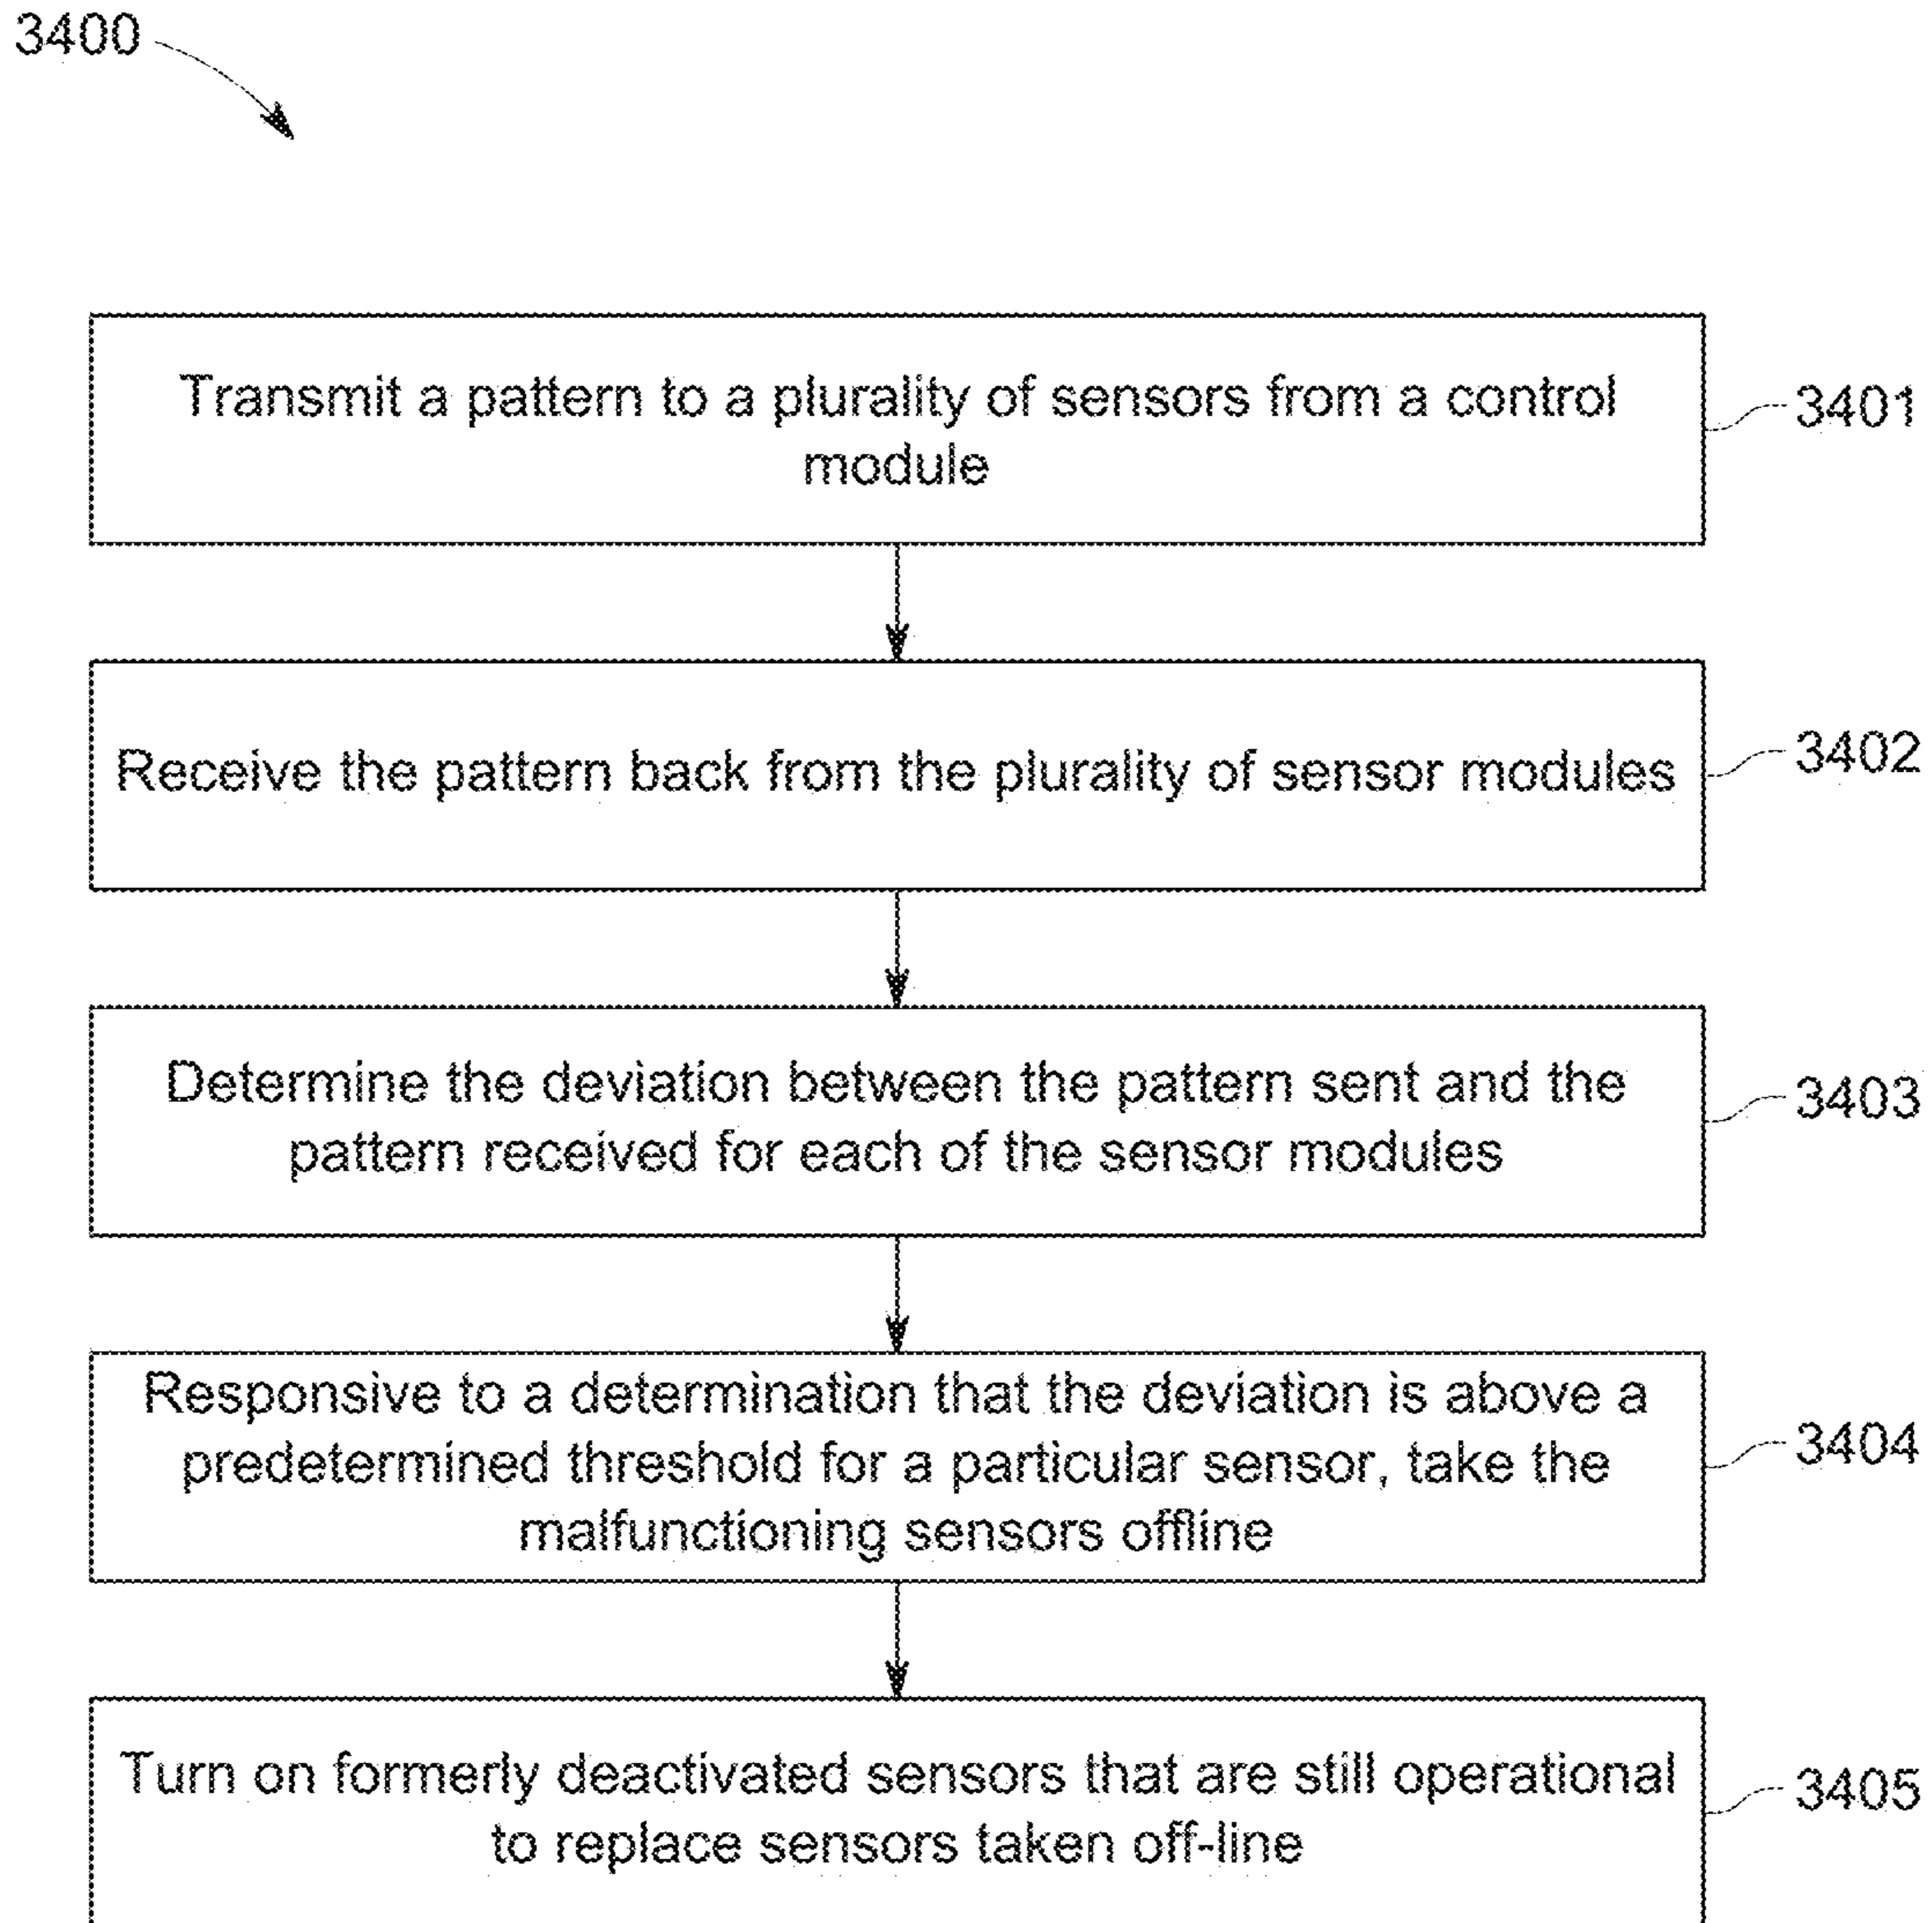 3400
Transmit a pattern to a plurality of sensors from a control
module
3401
Receive the pattern back from the plurality of sensor modules
3402
Determine the deviation between the pattern sent and the
pattern received for each of the sensor modules
3403
Responsive to a determination that the deviation is above a
predetermined threshold for a particular sensor, take the
malfunctioning sensors offline
3404
Turn on formerly deactivated sensors that are still operational
to replace sensors taken off-line
3405